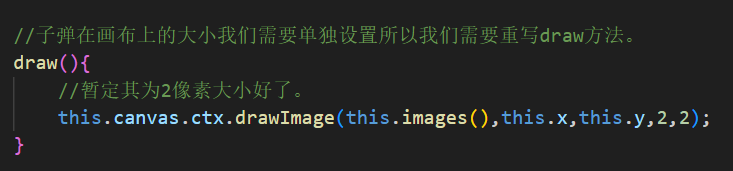 //子弹在画布上的大小我们需要单独设置所以我们需要重写draw方法。
draw(){
//暂定其为2像素大小好了。
this.canvas.ctx.drawImage(this.images(),this.x,this.y,2,2);
}